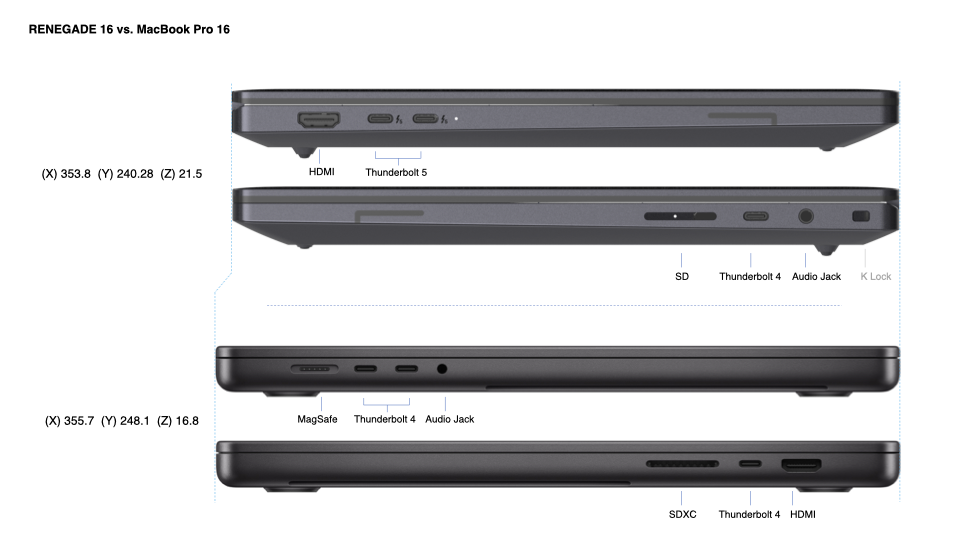 RENEGADE 16 vs. MacBook Pro 16
(X) 353.8 (Y) 240.28 (Z) 21.5
HDMI
Thunderbolt 5
SD
Thunderbolt 4
Audio Jack
K Lock
(X) 355.7 (Y) 248.1 (Z) 16.8
MagSafe
Thunderbolt 4
Audio Jack
SDXC
Thunderbolt 4
HDMI